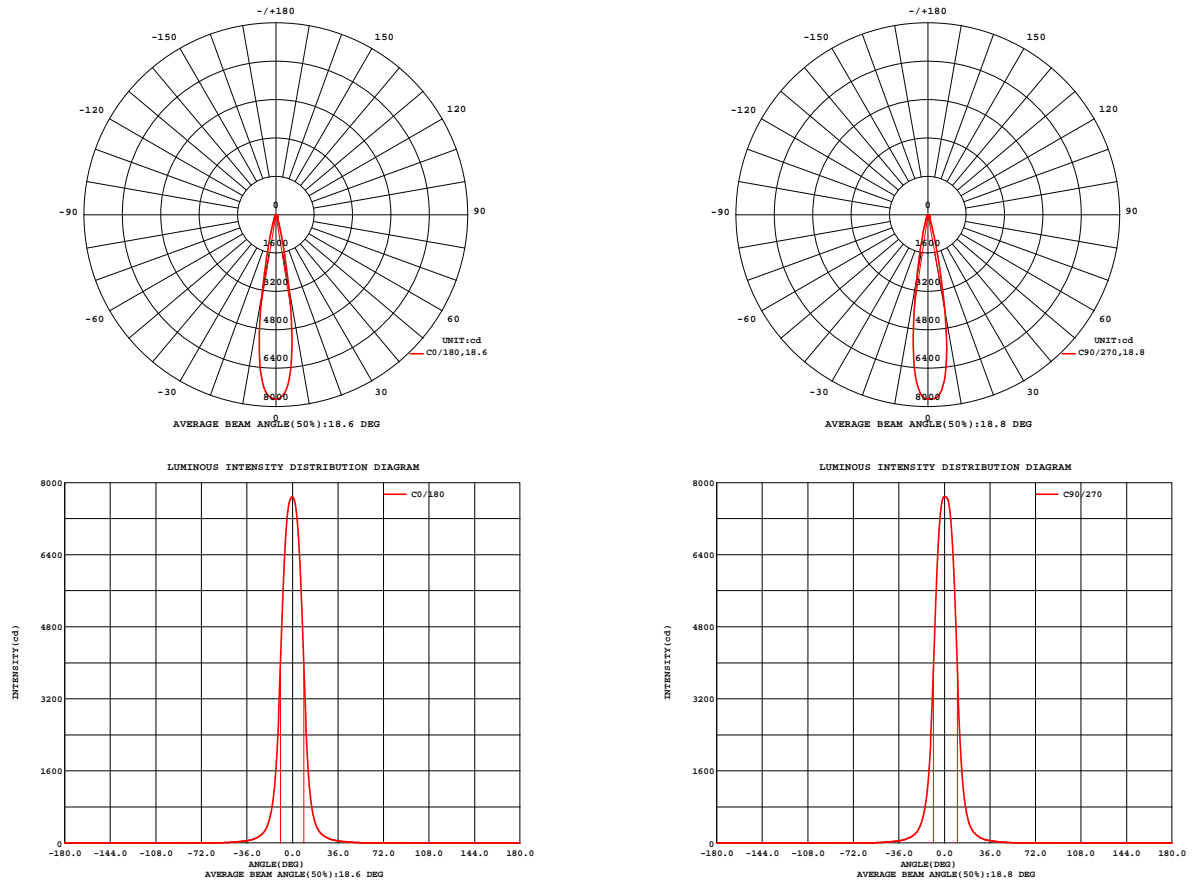 -/+180
-150 150
-120 120
-90 90
-60 60
-30 30
0
1600
3200
4800
6400
8000
0
UNIT:cd
C0/180,18.6
AVERAGE BEAM ANGLE(50%):18.6 DEG
-/+180
-150 150
-120 120
-90 90
-60 60
-30 30
0
1600
3200
4800
6400
8000
0
UNIT:cd
C90/270,18.8
AVERAGE BEAM ANGLE(50%):18.8 DEG
LUMINOUS INTENSITY DISTRIBUTION DIAGRAM
C0/180
INTENSITY(cd)
8000
6400
4800
3200
1600
0
-180.0 -144.0 -108.0 -72.0 -36.0 0.0 36.0 72.0 108.0 144.0 180.0
ANGLE(DEG)
AVERAGE BEAM ANGLE(50%):18.6 DEG
LUMINOUS INTENSITY DISTRIBUTION DIAGRAM
C90/270
INTENSITY(cd)
8000
6400
4800
3200
1600
0
-180.0 -144.0 -108.0 -72.0 -36.0 0.0 36.0 72.0 108.0 144.0 180.0
ANGLE(DEG)
AVERAGE BEAM ANGLE(50%):18.8 DEG